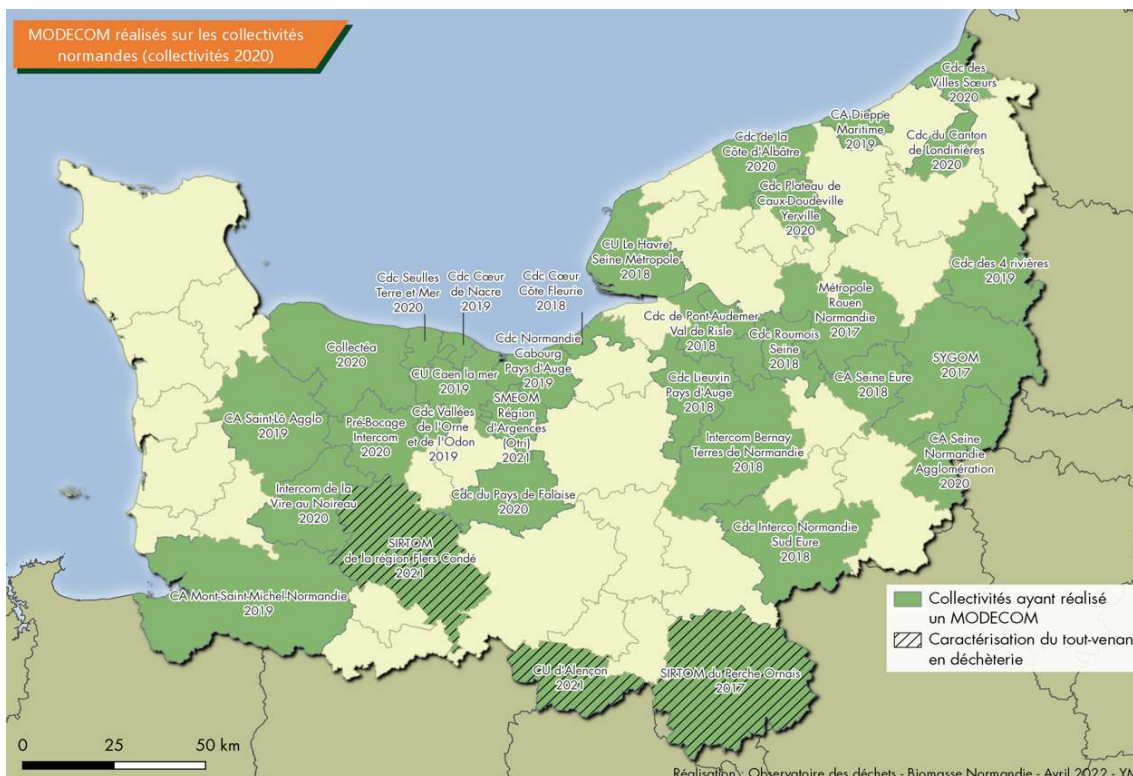 MODECOM réalisés sur les collectivités
normandes (collectivités 2020)
Cdc des
Villes Sœurs
2020
CA Dieppe
Maritime
2019
Cdc du Canton
de Londinières
2020
Cdc de la
Côte d'Albâtre
2020
Cdc Plateau de
Caux-Doudeville
Yerville
2020
CU Le Havre
Seine Métropole
2018
Cdc des 4 rivières
2019
Métropole
Rouen
Normandie
2017
Cdc Seulles
Terre et Mer
2020
Cdc Cœur
de Nacre
2019
Cdc Cœur
Côte Fleurie
2018
Cdc de Pont-Audemer
Val de Risle
2018
Cdc Roumois
Seine
2018
Collectéa
2020
Cdc Normandie
Cabourg
Pays d'Auge
2019
CU Caen la mer
2019
SYGOM
2017
CA Seine Eure
2018
Cdc Lieuvin
Pays d'Auge
2018
CA Saint-Lô Agglo
2019
Pré-Bocage
Intercom
2020
Cdc Vallées
de l'Orne
et de l'Odon
2019
SMEOM
Région
d'Argences
(Otri)
2021
Intercom Bernay
Terres de Normandie
2018
CA Seine
Normandie
Agglomération
2020
Intercom de la
Vire au Noireau
2020
Cdc du Pays de Falaise
2020
Cdc Interco Normandie
Sud Eure
2018
SIRTOM
de la région Flers Condé
2021
CA Mont-Saint-Michel-Normandie
2019
CU d'Alençon
2021
SIRTOM du Perche Ornais
2017
Collectivités ayant réalisé
un MODECOM
Caractérisation du tout-venan
en déchèterie
0 25 50 km
Réalisation : Observatoire des déchets - Biomasse Normandie - Avril 2022 - YM